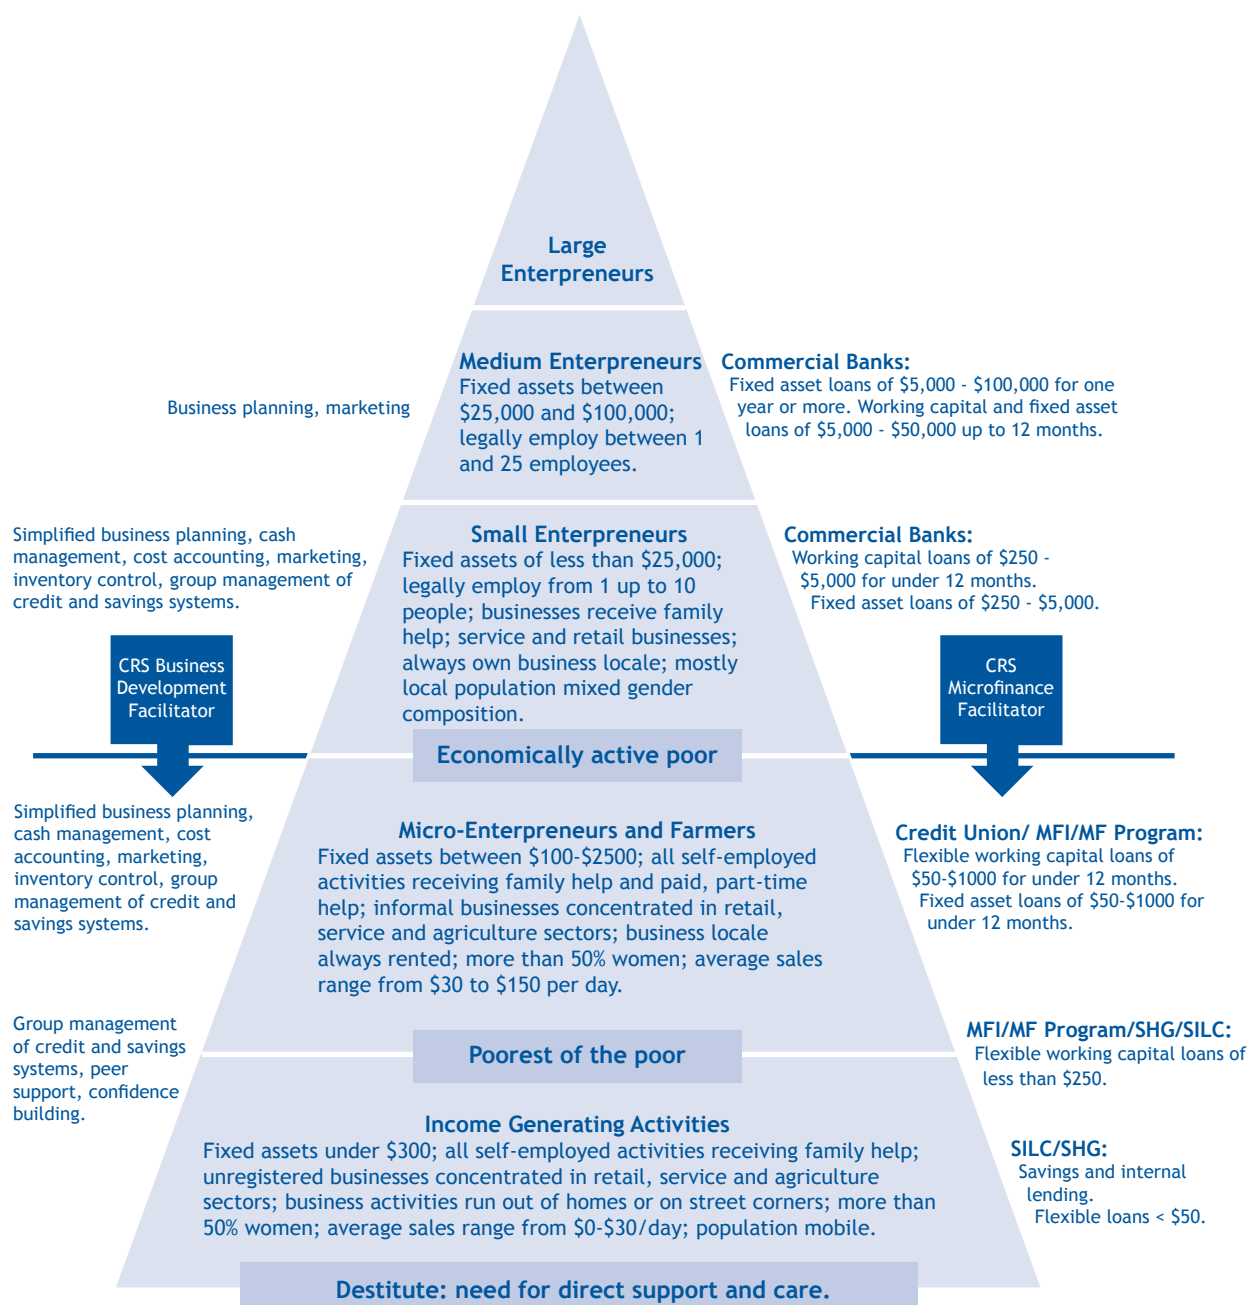 Large
Enterpreneurs
Medium Enterpreneurs
Fixed assets between
$25,000 and $100,000;
legally employ between 1
and 25 employees.
Business planning, marketing
Commercial Banks:
Fixed asset loans of $5,000 - $100,000 for one
year or more. Working capital and fixed asset
loans of $5,000 - $50,000 up to 12 months.
Simplified business planning, cash
management, cost accounting, marketing,
inventory control, group management of
credit and savings systems.
Small Enterpreneurs
Fixed assets of less than $25,000;
legally employ from 1 up to 10
people; businesses receive family
help; service and retail businesses;
always own business locale; mostly
local population mixed gender
composition.
Commercial Banks:
Working capital loans of $250 -
$5,000 for under 12 months.
Fixed asset loans of $250 - $5,000.
CRS Business
Development
Facilitator
CRS
Microfinance
Facilitator
Economically active poor
Simplified business planning,
cash management, cost
accounting, marketing,
inventory control, group
management of credit and
savings systems.
Micro-Enterpreneurs and Farmers
Fixed assets between $100-$2500; all self-employed
activities receiving family help and paid, part-time
help; informal businesses concentrated in retail,
service and agriculture sectors; business locale
always rented; more than 50% women; average sales
range from $30 to $150 per day.
Credit Union/ MFI/MF Program:
Flexible working capital loans of
$50-$1000 for under 12 months.
Fixed asset loans of $50-$1000 for
under 12 months.
Group management
of credit and savings
systems, peer
support, confidence
building.
Poorest of the poor
MFI/MF Program/SHG/SILC:
Flexible working capital loans of
less than $250.
Income Generating Activities
Fixed assets under $300; all self-employed activities receiving family help;
unregistered businesses concentrated in retail, service and agriculture
sectors; business activities run out of homes or on street corners; more than
50% women; average sales range from $0-$30/day; population mobile.
SILC/SHG:
Savings and internal
lending.
Flexible loans < $50.
Destitute: need for direct support and care.